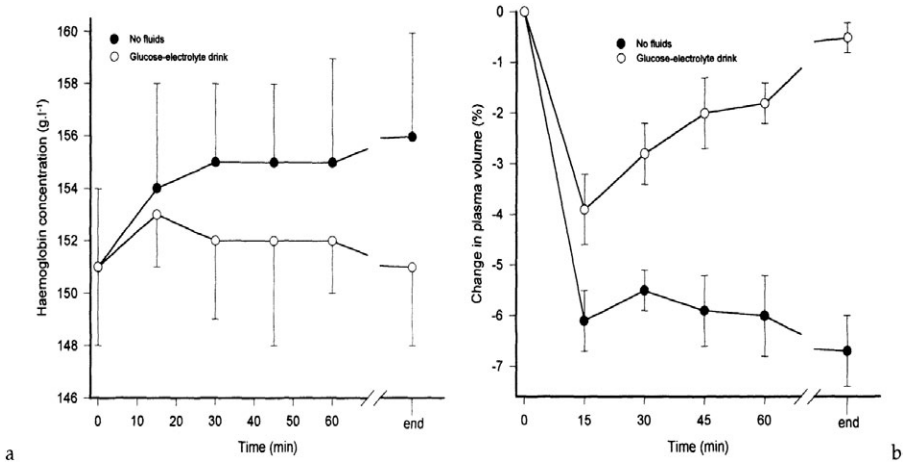 160
158
156
154
152
150
148
146
Haemoglobin concentration (g.l⁻¹)
No fluids
Glucose-electrolyte drink
0 10 20 30 40 50 60 end
Time (min)
a
-0
-1
-2
-3
-4
-5
-6
-7
Change in plasma volume (%)
No fluids
Glucose-electrolyte drink
0 15 30 45 60 end
Time (min)
b